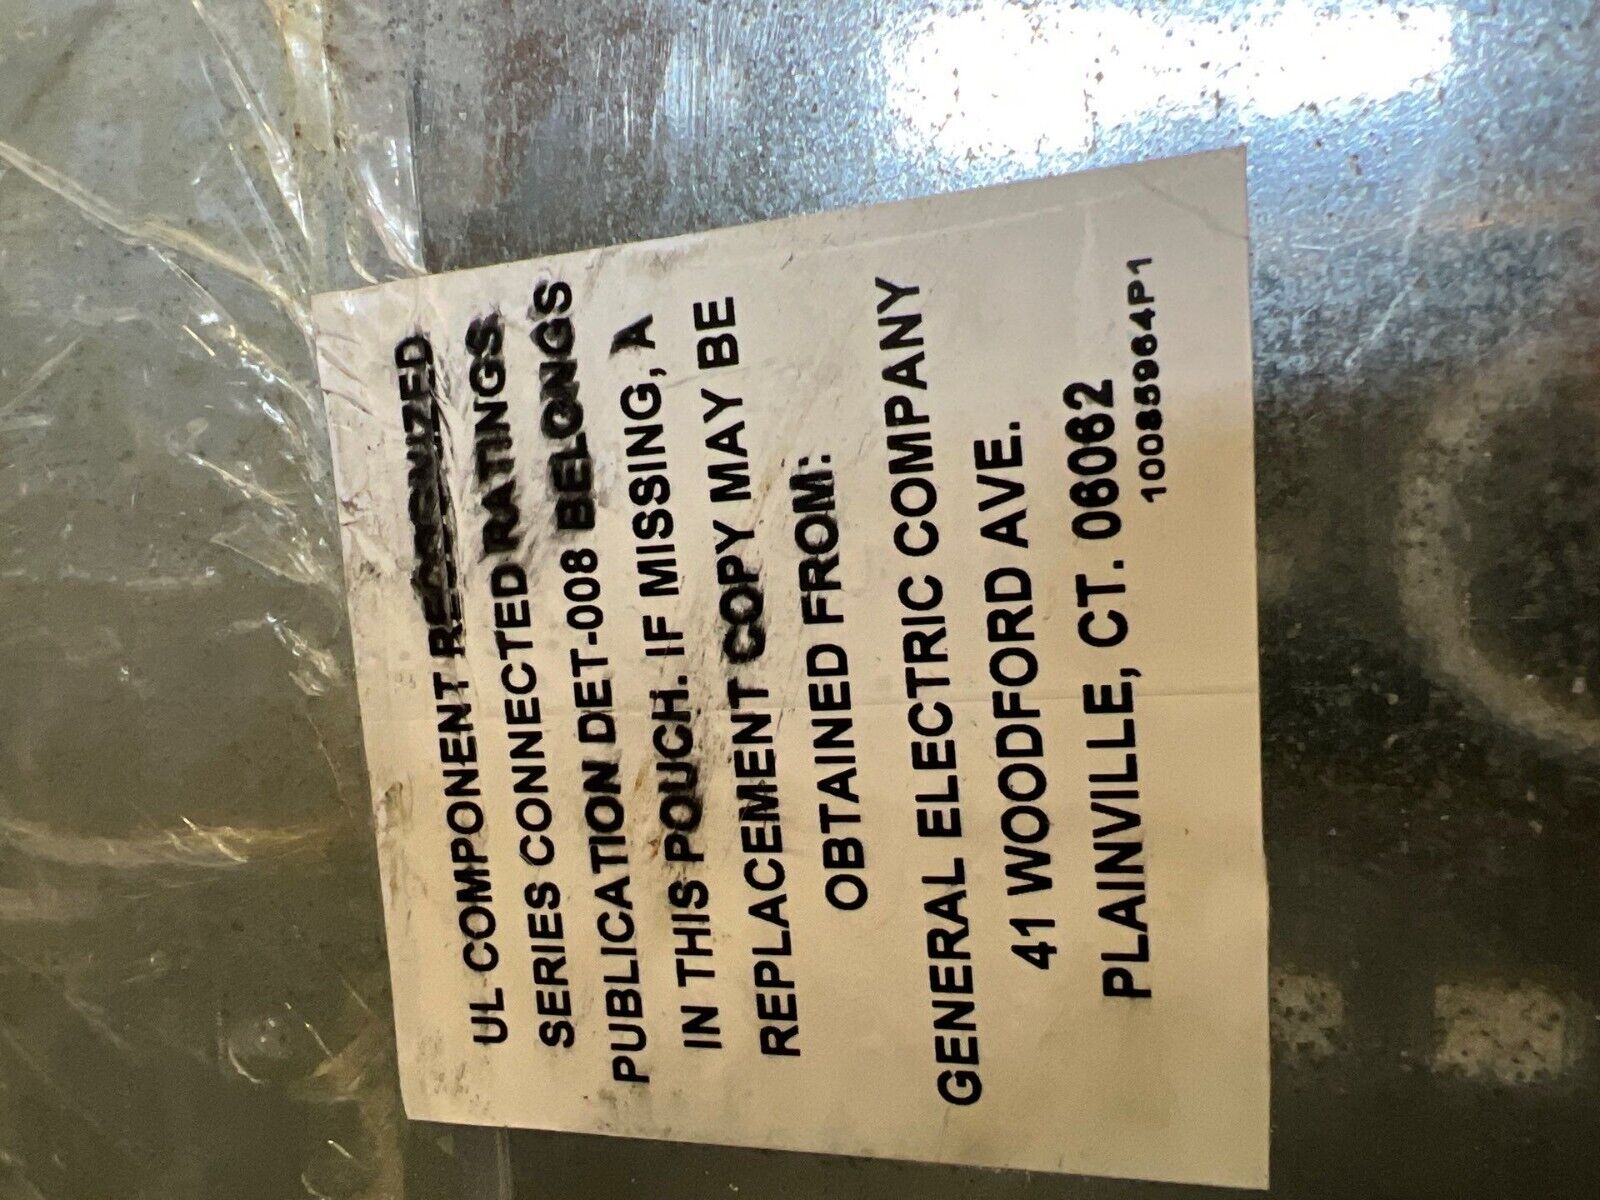 UL COMPONENT RECOGNIZED
SERIES CONNECTED RATINGS
PUBLICATION DET-008 BELONGS
IN THIS POUCH. IF MISSING, A
REPLACEMENT COPY MAY BE
OBTAINED FROM:
GENERAL ELECTRIC COMPANY
41 WOODFORD AVE.
PLAINVILLE, CT. 06062
10085964P1